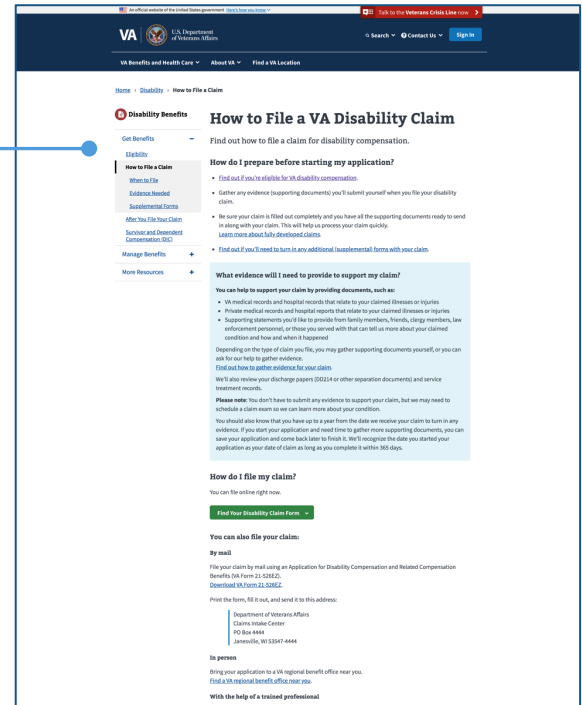 An official website of the United States government Here's how you know
Talk to the Veterans Crisis Line now
VA
U.S. Department
of Veterans Affairs
Search
Contact Us
Sign In
VA Benefits and Health Care
About VA
Find a VA Location
Home › Disability › How to File a Claim
Disability Benefits
Get Benefits
Eligibility
How to File a Claim
When to File
Evidence Needed
Supplemental Forms
After You File Your Claim
Survivor and Dependent
Compensation (DIC)
Manage Benefits
More Resources
How to File a VA Disability Claim
Find out how to file a claim for disability compensation.
How do I prepare before starting my application?
• Find out if you're eligible for VA disability compensation.
• Gather any evidence (supporting documents) you'll submit yourself when you file your disability
claim.
• Be sure your claim is filled out completely and you have all the supporting documents ready to send
in along with your claim. This will help us process your claim quickly.
Learn more about fully developed claims.
• Find out if you'll need to turn in any additional (supplemental) forms with your claim.
What evidence will I need to provide to support my claim?
You can help to support your claim by providing documents, such as:
• VA medical records and hospital records that relate to your claimed illnesses or injuries
• Private medical records and hospital reports that relate to your claimed illnesses or injuries
• Supporting statements you'd like to provide from family members, friends, clergy members, law
enforcement personnel, or those you served with that can tell us more about your claimed
condition and how and when it happened
Depending on the type of claim you file, you may gather supporting documents yourself, or you can
ask for our help to gather evidence.
Find out how to gather evidence for your claim.
We'll also review your discharge papers (DD214 or other separation documents) and service
treatment records.
Please note: You don't have to submit any evidence to support your claim, but we may need to
schedule a claim exam so we can learn more about your condition.
You should also know that you have up to a year from the date we receive your claim to turn in any
evidence. If you start your application and need time to gather more supporting documents, you can
save your application and come back later to finish it. We'll recognize the date you started your
application as your date of claim as long as you complete it within 365 days.
How do I file my claim?
You can file online right now.
Find Your Disability Claim Form
You can also file your claim:
By mail
File your claim by mail using an Application for Disability Compensation and Related Compensation
Benefits (VA Form 21-526EZ).
Download VA Form 21-526EZ.
Print the form, fill it out, and send it to this address:
Department of Veterans Affairs
Claims Intake Center
PO Box 4444
Janesville, WI 53547-4444
In person
Bring your application to a VA regional benefit office near you.
Find a VA regional benefit office near you.
With the help of a trained professional